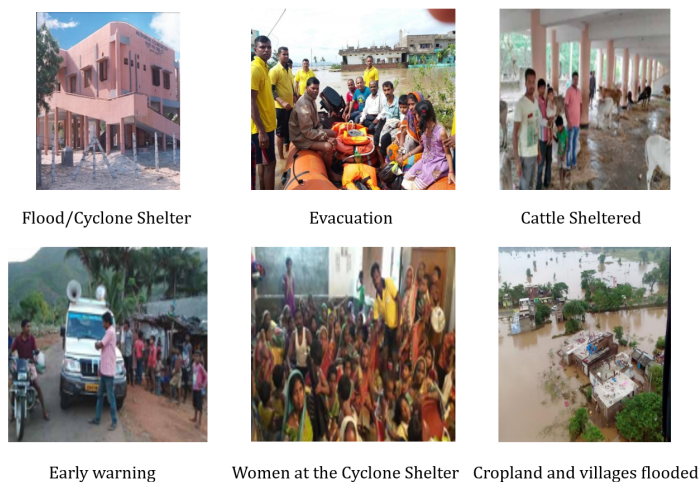 Flood/Cyclone Shelter
Evacuation
Cattle Sheltered
Early warning
Women at the Cyclone Shelter
Cropland and villages flooded